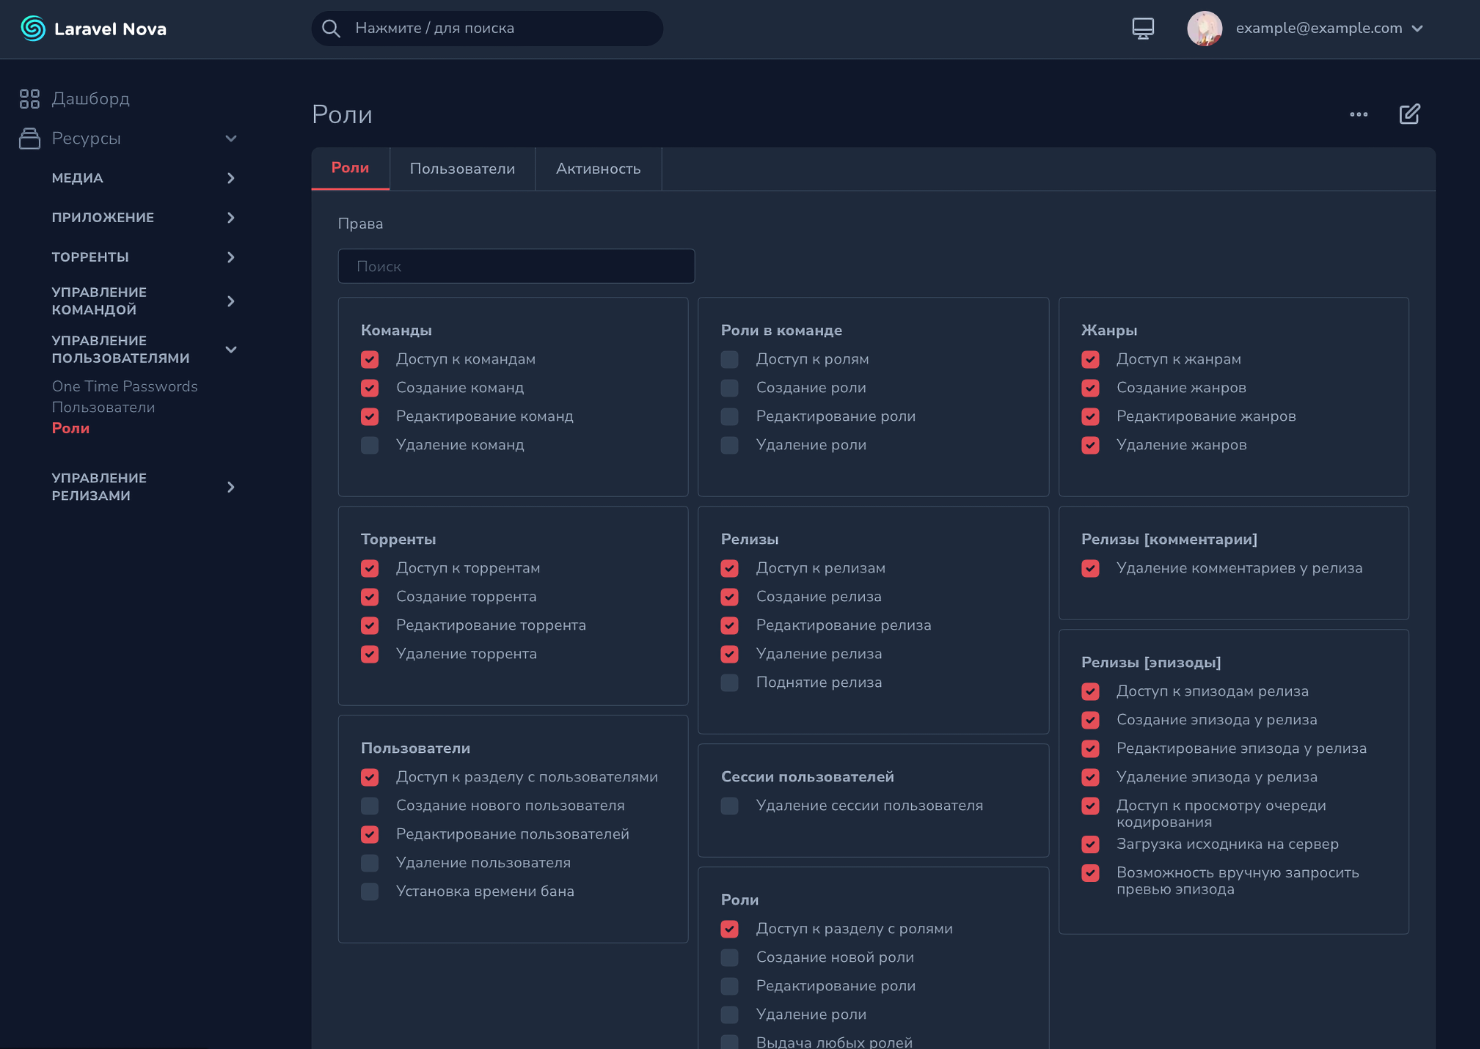 Laravel Nova
Нажмите / для поиска
example@example.com
Дашборд
Ресурсы
МЕДИА
ПРИЛОЖЕНИЕ
ТОРРЕНТЫ
УПРАВЛЕНИЕ
КОМАНДОЙ
УПРАВЛЕНИЕ
ПОЛЬЗОВАТЕЛЯМИ
One Time Passwords
Пользователи
Роли
УПРАВЛЕНИЕ
РЕЛИЗАМИ
Роли
Роли
Пользователи
Активность
Права
Поиск
Команды
Доступ к командам
Создание команд
Редактирование команд
Удаление команд
Роли в команде
Доступ к ролям
Создание роли
Редактирование роли
Удаление роли
Жанры
Доступ к жанрам
Создание жанров
Редактирование жанров
Удаление жанров
Торренты
Доступ к торрентам
Создание торрента
Редактирование торрента
Удаление торрента
Релизы
Доступ к релизам
Создание релиза
Редактирование релиза
Удаление релиза
Поднятие релиза
Релизы [комментарии]
Удаление комментариев у релиза
Релизы [эпизоды]
Доступ к эпизодам релиза
Создание эпизода у релиза
Редактирование эпизода у релиза
Удаление эпизода у релиза
Доступ к просмотру очереди
кодирования
Загрузка исходника на сервер
Возможность вручную запросить
превью эпизода
Пользователи
Доступ к разделу с пользователями
Создание нового пользователя
Редактирование пользователей
Удаление пользователя
Установка времени бана
Сессии пользователей
Удаление сессии пользователя
Роли
Доступ к разделу с ролями
Создание новой роли
Редактирование роли
Удаление роли
Выдача любых ролей